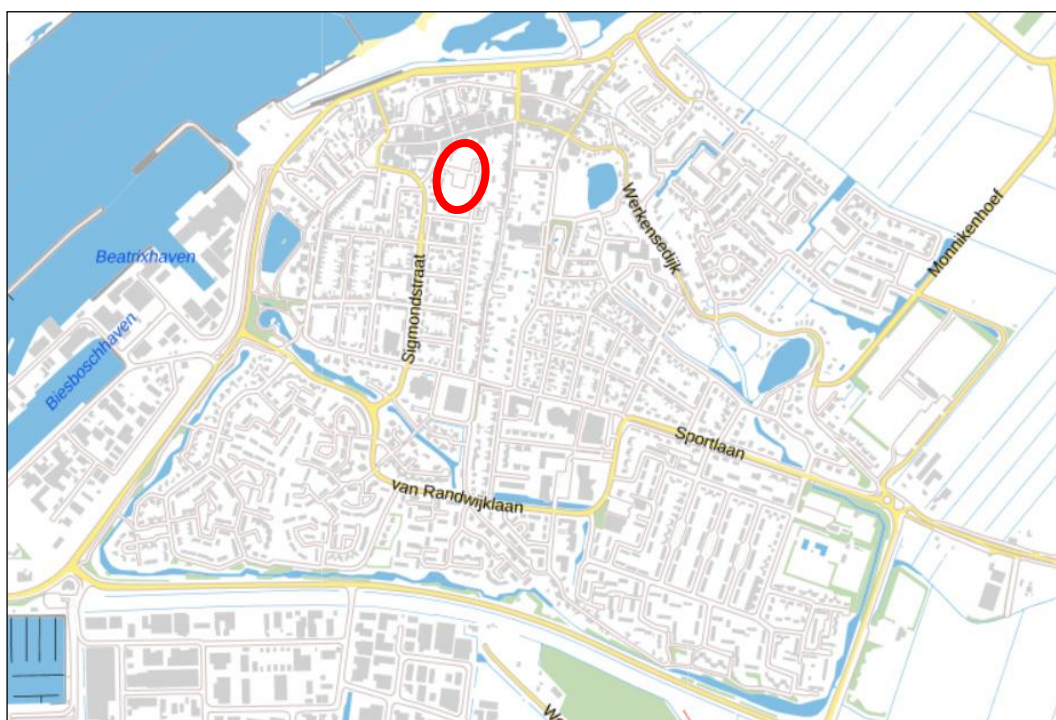 Beatrixhaven
Biesboschhaven
Sigmondstraat
Werkensedijk
Monnikenhoef
Sportlaan
van Randwijklaan